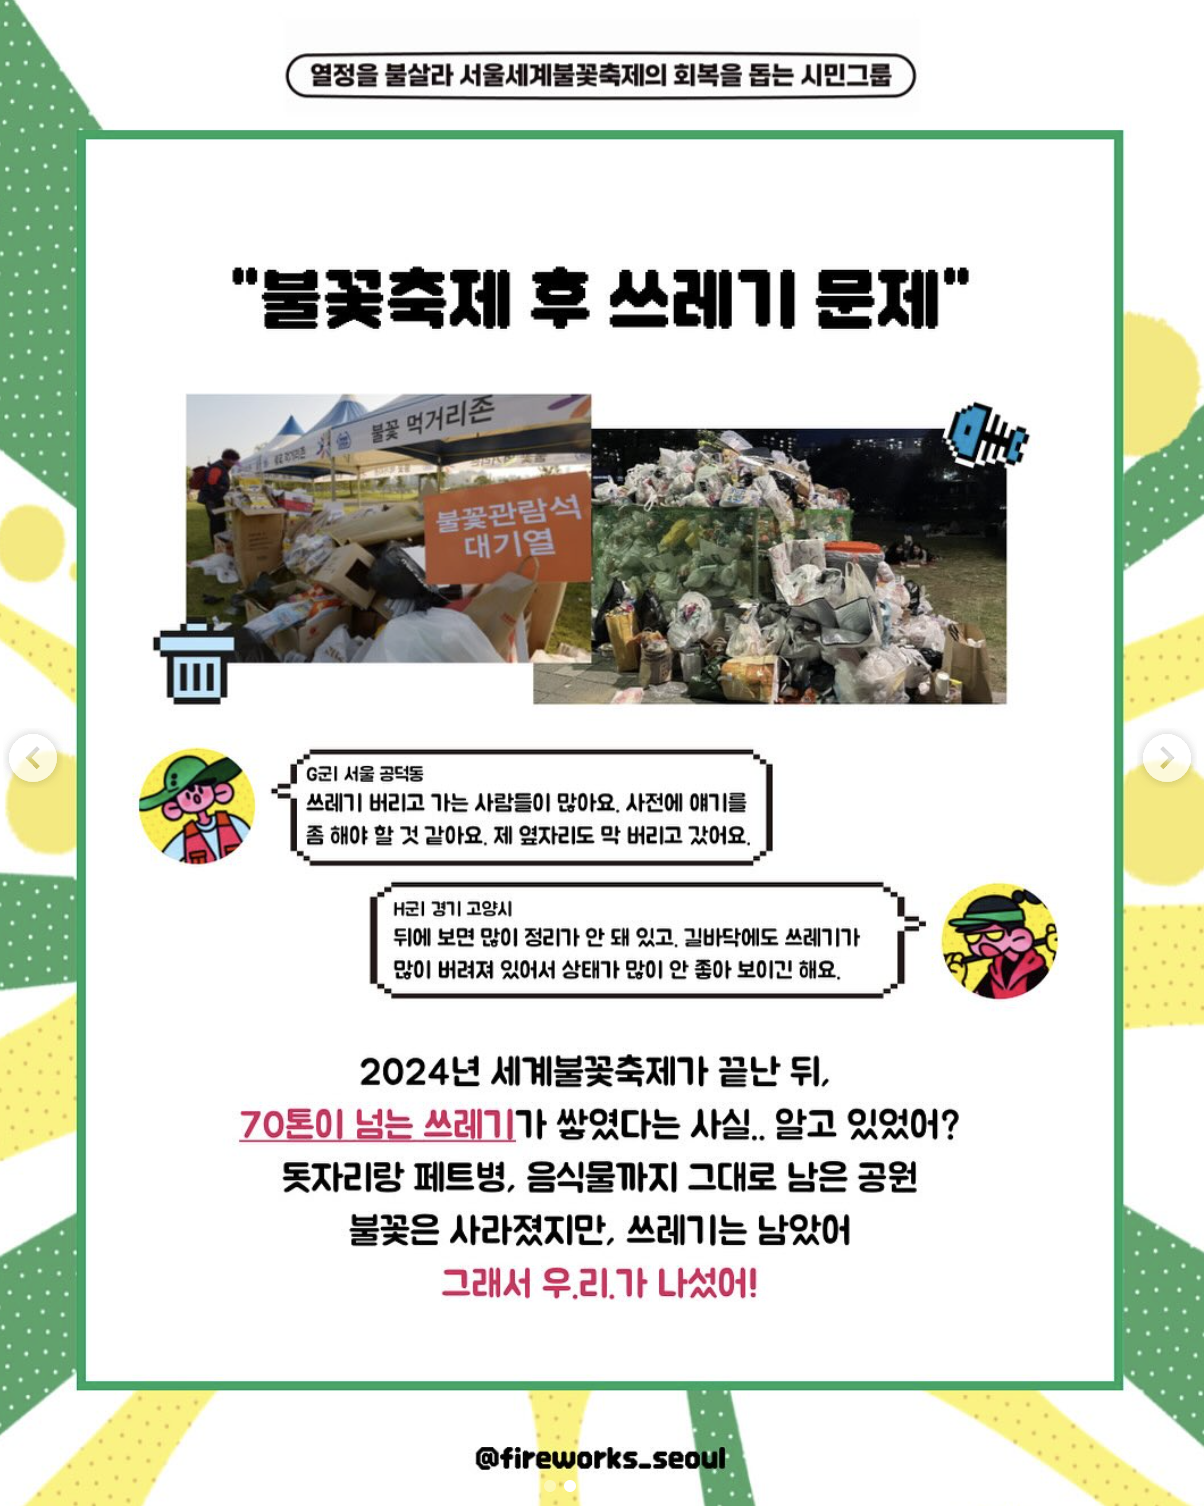 열정을 불살라 서울세계불꽃축제의 회복을 돕는 시민그룹
"불꽃축제 후 쓰레기 문제"
불꽃 먹거리존
불꽃관람석
대기열
G군| 서울 공덕동
쓰레기 버리고 가는 사람들이 많아요. 사전에 얘기를
좀 해야 할 것 같아요. 제 옆자리도 막 버리고 갔어요.
H군| 경기 고양시
뒤에 보면 많이 정리가 안 돼 있고. 길바닥에도 쓰레기가
많이 버려져 있어서 상태가 많이 안 좋아 보이긴 해요.
2024년 세계불꽃축제가 끝난 뒤,
70톤이 넘는 쓰레기가 쌓였다는 사실.. 알고 있었어?
돗자리랑 페트병, 음식물까지 그대로 남은 공원
불꽃은 사라졌지만, 쓰레기는 남았어
그래서 우.리.가 나섰어!
@fireworks_seoul